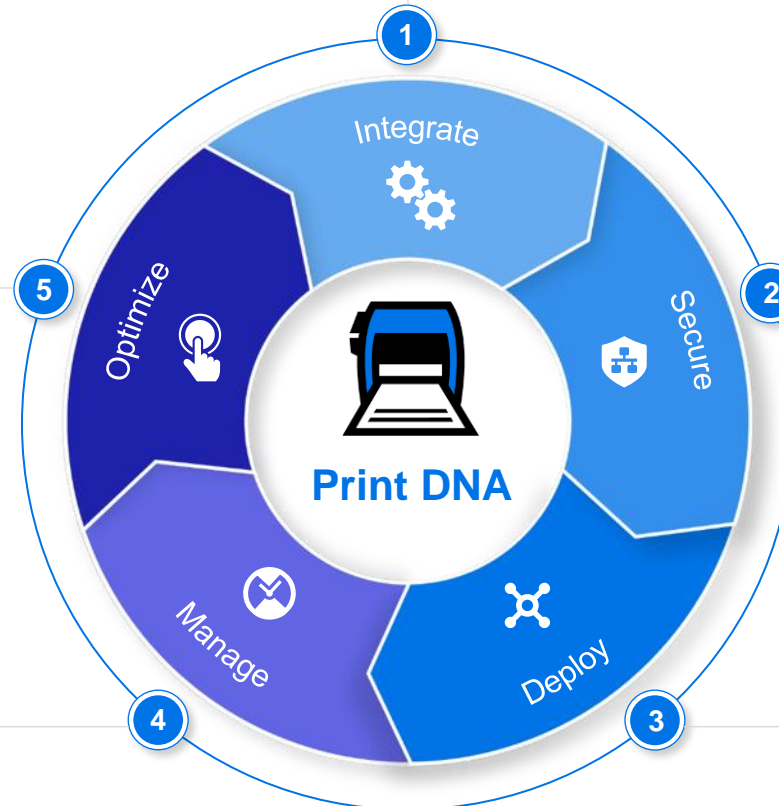 1
Integrate
2
Secure
3
Deploy
4
Manage
5
Optimize
Print DNA